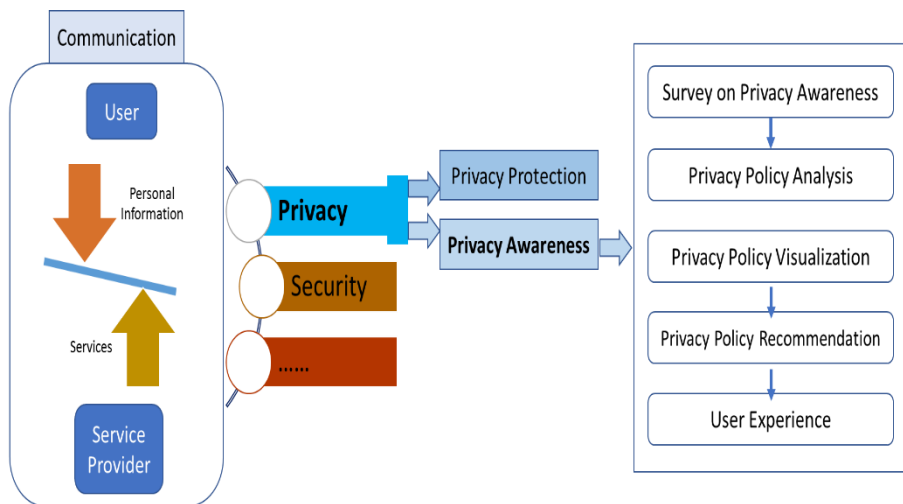 Communication
User
Personal
Information
Services
Service
Provider
Privacy
Security
......
Privacy Protection
Privacy Awareness
Survey on Privacy Awareness
Privacy Policy Analysis
Privacy Policy Visualization
Privacy Policy Recommendation
User Experience